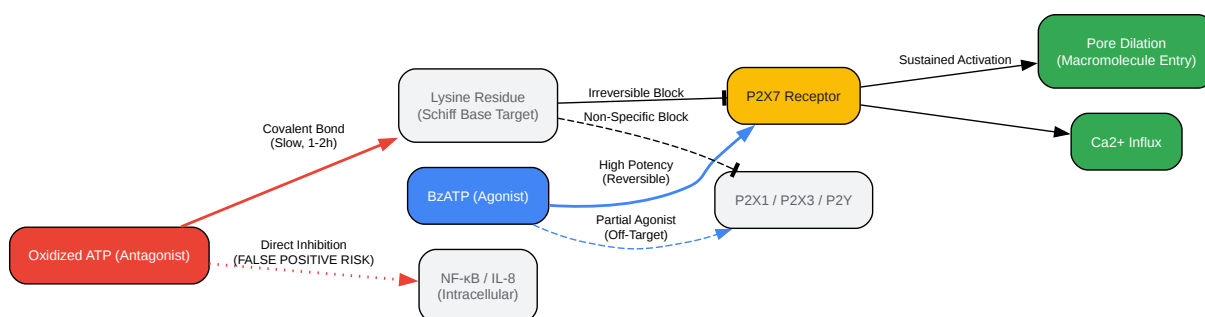 Pore Dilation
(Macromolecule Entry)
Sustained Activation
Lysine Residue
(Schiff Base Target)
Irreversible Block
P2X7 Receptor
Non-Specific Block
Covalent Bond
(Slow, 1-2h)
Ca2+ Influx
High Potency
(Reversible)
BzATP (Agonist)
P2X1 / P2X3 / P2Y
Partial Agonist
(Off-Target)
Oxidized ATP (Antagonist)
Direct Inhibition
(FALSE POSITIVE RISK)
NF-κB / IL-8
(Intracellular)